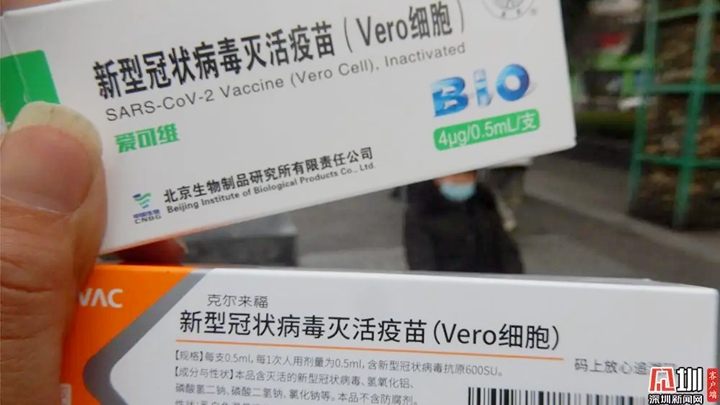 新型冠状病毒灭活疫苗（Vero细胞）
SARS-CoV-2 Vaccine (Vero Cell), Inactivated
爱可维
BIO
4μg/0.5mL/支
北京生物制品研究所有限责任公司
Beijing Institute of Biological Products Co., Ltd.
中国生物
CNBG
VAC
克尔来福
新型冠状病毒灭活疫苗（Vero细胞）
【规格】每支0.5ml，每1次人用剂量为0.5ml，含新型冠状病毒抗原600SU。
【成分与性状】本品含灭活的新型冠状病毒、氢氧化铝、
磷酸氢二钠、磷酸二氢钠、氯化钠等。本品不含防腐剂。
码上放心追溯
深圳新闻网
客户端